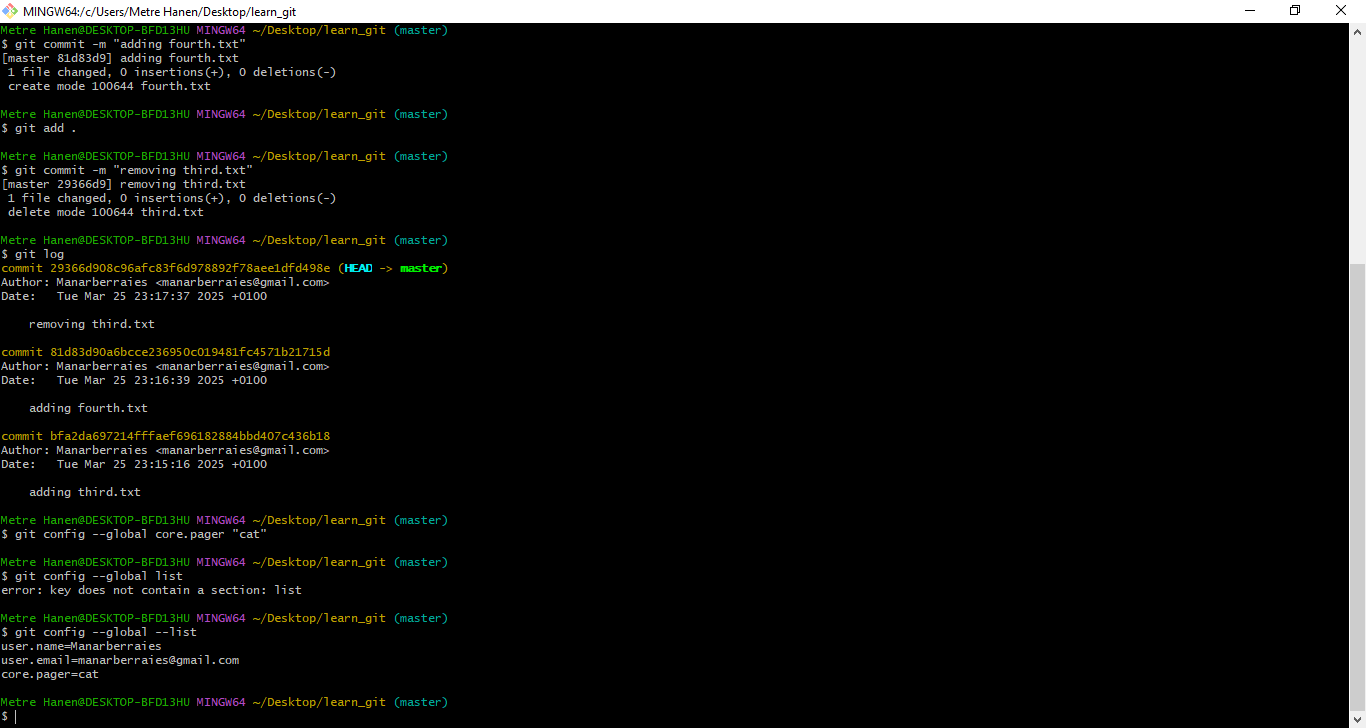 MINGW64:/c/Users/Metre Hanen/Desktop/learn_git
Metre Hanen@DESKTOP-BFD13HU MINGW64 ~/Desktop/learn_git (master)
$ git commit -m "adding fourth.txt"
[master 81d83d9] adding fourth.txt
 1 file changed, 0 insertions(+), 0 deletions(-)
 create mode 100644 fourth.txt

Metre Hanen@DESKTOP-BFD13HU MINGW64 ~/Desktop/learn_git (master)
$ git add .

Metre Hanen@DESKTOP-BFD13HU MINGW64 ~/Desktop/learn_git (master)
$ git commit -m "removing third.txt"
[master 29366d9] removing third.txt
 1 file changed, 0 insertions(+), 0 deletions(-)
 delete mode 100644 third.txt

Metre Hanen@DESKTOP-BFD13HU MINGW64 ~/Desktop/learn_git (master)
$ git log
commit 29366d908c96afc83f6d978892f78aee1dfd498e (HEAD -> master)
Author: Manarberraies <manarberraies@gmail.com>
Date:   Tue Mar 25 23:17:37 2025 +0100

    removing third.txt

commit 81d83d90a6bcce236950c019481fc4571b21715d
Author: Manarberraies <manarberraies@gmail.com>
Date:   Tue Mar 25 23:16:39 2025 +0100

    adding fourth.txt

commit bfa2da697214fffaef696182884bbd407c436b18
Author: Manarberraies <manarberraies@gmail.com>
Date:   Tue Mar 25 23:15:16 2025 +0100

    adding third.txt

Metre Hanen@DESKTOP-BFD13HU MINGW64 ~/Desktop/learn_git (master)
$ git config --global core.pager "cat"

Metre Hanen@DESKTOP-BFD13HU MINGW64 ~/Desktop/learn_git (master)
$ git config --global list
error: key does not contain a section: list

Metre Hanen@DESKTOP-BFD13HU MINGW64 ~/Desktop/learn_git (master)
$ git config --global --list
user.name=Manarberraies
user.email=manarberraies@gmail.com
core.pager=cat

Metre Hanen@DESKTOP-BFD13HU MINGW64 ~/Desktop/learn_git (master)
$